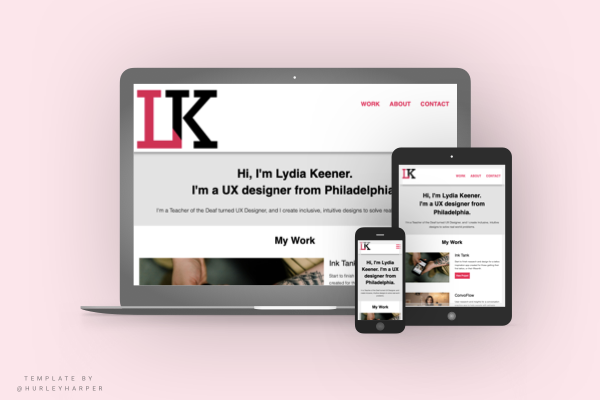 LK
WORK ABOUT CONTACT
Hi, I'm Lydia Keener.
I'm a UX designer from Philadelphia
I'm a Teacher of the Deaf turned UX Designer, and I create inclusive, intuitive designs to solve
My Work
Ink Tank
Start to finish
created for
LK
WORK ABOUT CONTACT
Hi, I'm Lydia Keener.
I'm a UX designer from
Philadelphia.
My Work
Ink Tank
ConvoFlow
LK
Hi, I'm Lydia
Keener. I'm a UX
designer from
Philadelphia.
My Work
TEMPLATE BY
@HURLEYHARPER